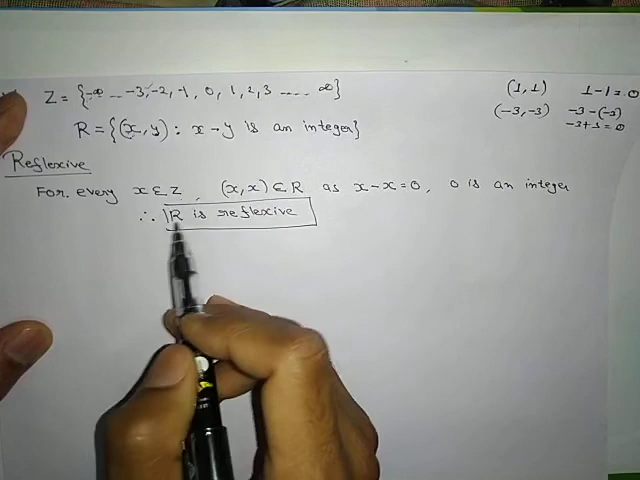 Z = {-∞ ... -3, -2, -1, 0, 1, 2, 3 .... ∞}
R = {(x, y) : x-y is an integer}
(1, 1) 1-1=0
(-3, -3) -3-(-3)
-3+3=0
Reflexive
For every x∈Z, (x, x) ∈ R as x-x=0, 0 is an integer
∴ R is reflexive